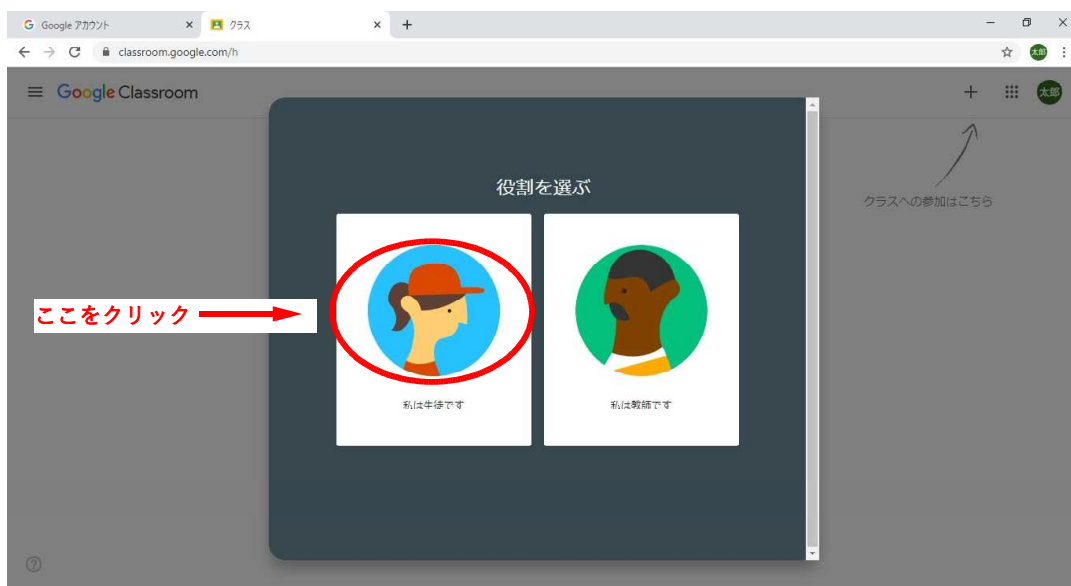 Google アカウント
クラス
classroom.google.com/h
太郎
Google Classroom
太郎
役割を選ぶ
クラスへの参加はこちら
ここをクリック
私は生徒です
私は教師です